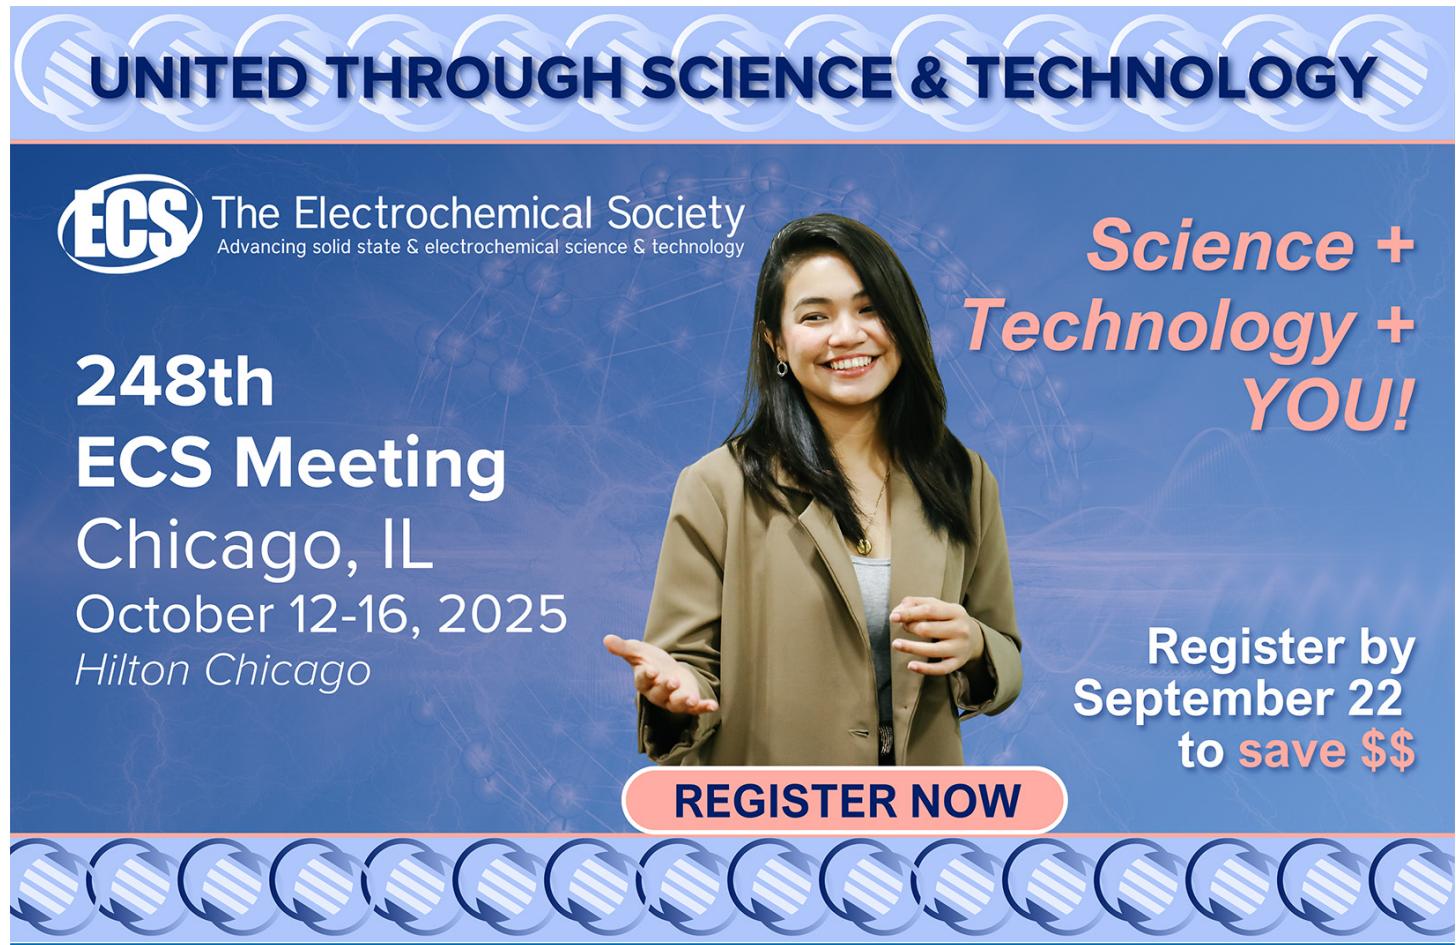 UNITED THROUGH SCIENCE & TECHNOLOGY
ECS The Electrochemical Society
Advancing solid state & electrochemical science & technology
248th
ECS Meeting
Chicago, IL
October 12-16, 2025
Hilton Chicago
Science +
Technology +
YOU!
Register by
September 22
to save $$
REGISTER NOW